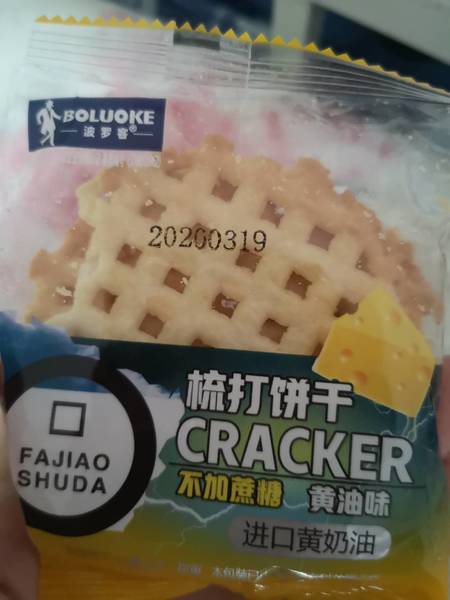 BOLUOKE
波罗客®
20260319
梳打饼干
CRACKER
不加蔗糖 黄油味
进口黄奶油
FAJIAO
SHUDA